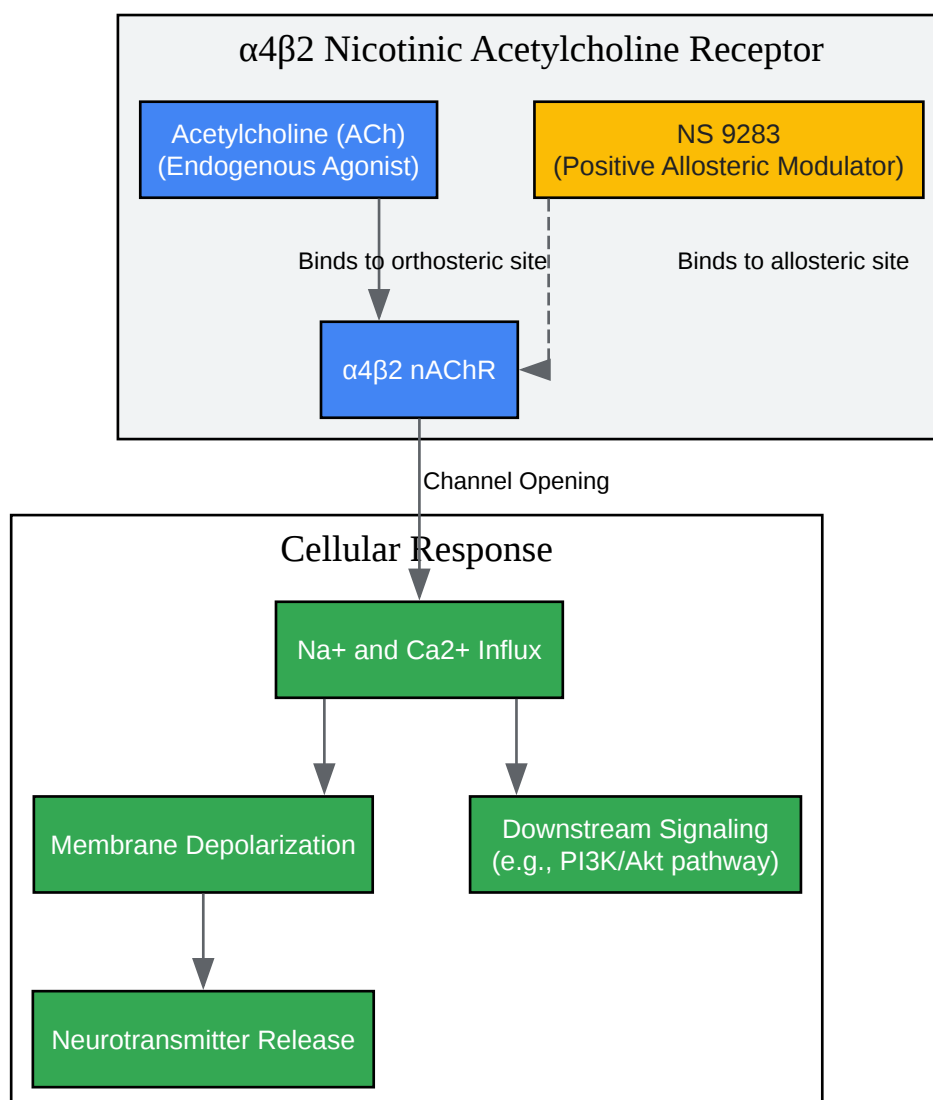 α4β2 Nicotinic Acetylcholine Receptor
Acetylcholine (ACh)
(Endogenous Agonist)
NS 9283
(Positive Allosteric Modulator)
Binds to orthosteric site
Binds to allosteric site
α4β2 nAChR
Channel Opening
Cellular Response
Na+ and Ca2+ Influx
Membrane Depolarization
Downstream Signaling
(e.g., PI3K/Akt pathway)
Neurotransmitter Release